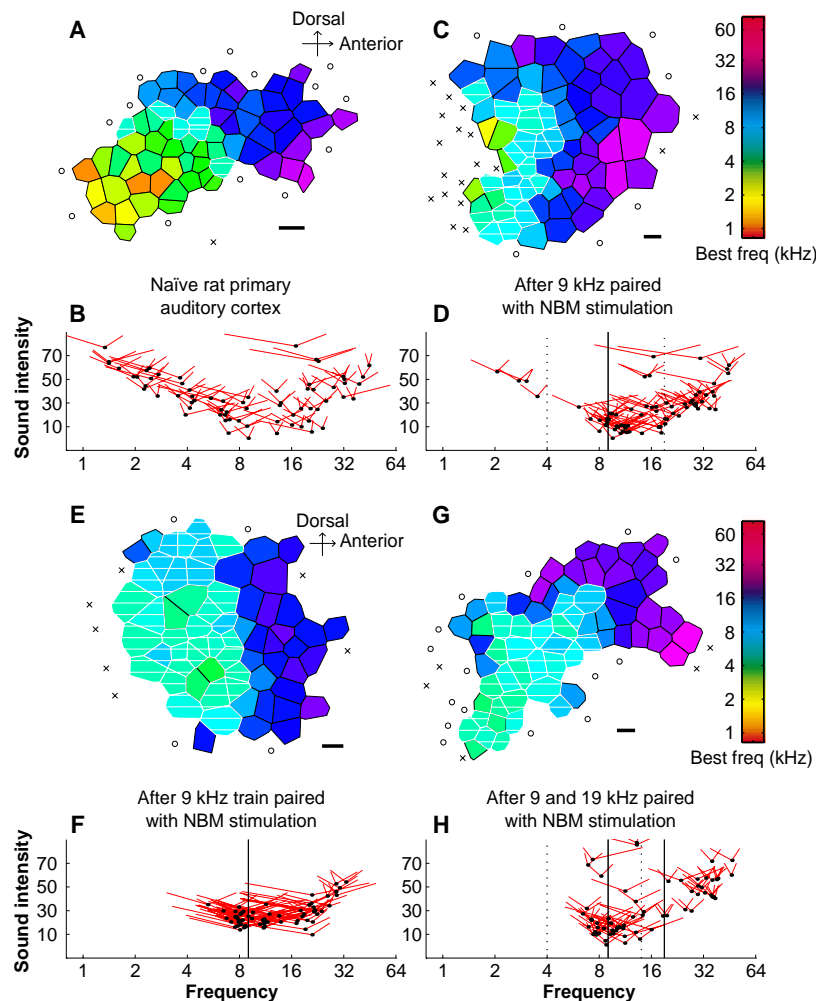 A
Dorsal
Anterior
C
60
32
16
8
4
2
1
Best freq (kHz)
Naïve rat primary
auditory cortex
After 9 kHz paired
with NBM stimulation
B
D
Sound intensity
70
50
30
10
70
50
30
10
1 2 4 8 16 32 64
1 2 4 8 16 32 64
E
Dorsal
Anterior
G
60
32
16
8
4
2
1
Best freq (kHz)
After 9 kHz train paired
with NBM stimulation
After 9 and 19 kHz paired
with NBM stimulation
F
H
Sound intensity
70
50
30
10
70
50
30
10
1 2 4 8 16 32 64
1 2 4 8 16 32 64
Frequency
Frequency